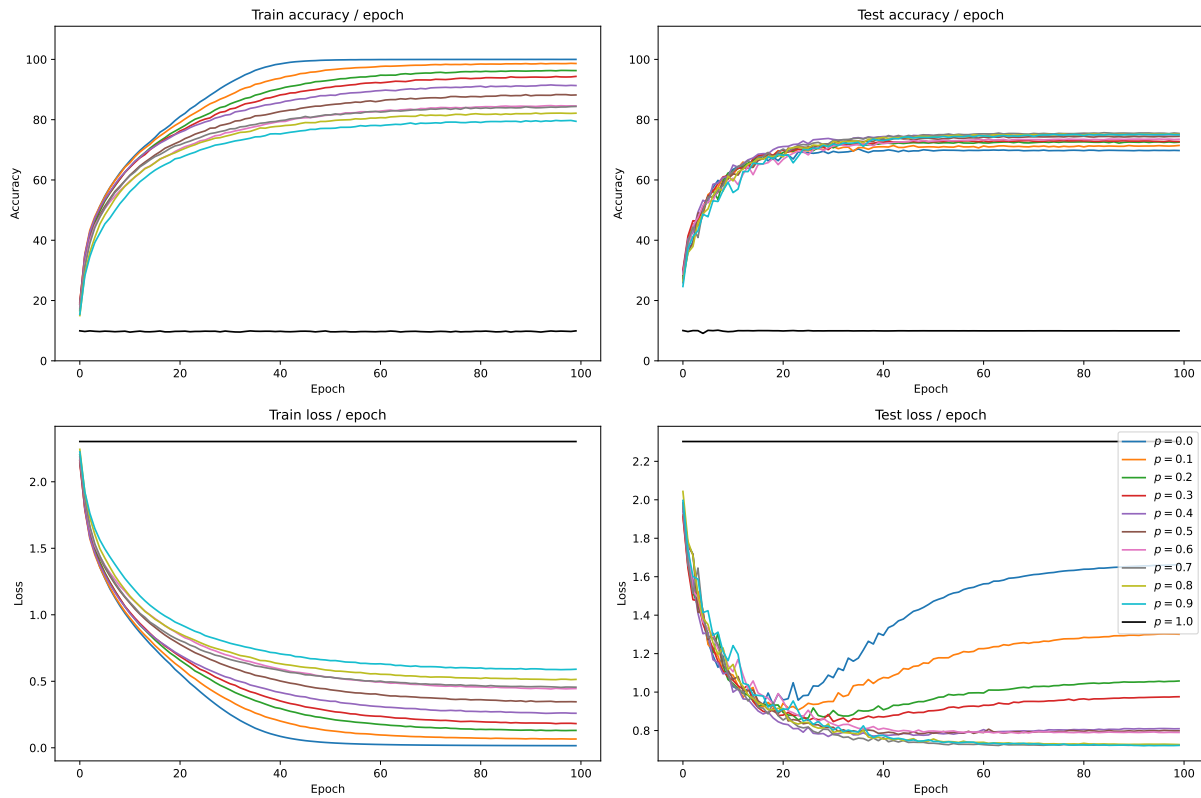 Train accuracy / epoch
Accuracy
100
80
60
40
20
0
0 20 40 60 80 100
Epoch
Test accuracy / epoch
Accuracy
100
80
60
40
20
0
0 20 40 60 80 100
Epoch
Train loss / epoch
Loss
2.0
1.5
1.0
0.5
0.0
0 20 40 60 80 100
Epoch
Test loss / epoch
Loss
2.2
2.0
1.8
1.6
1.4
1.2
1.0
0.8
0 20 40 60 80 100
Epoch
p = 0.0
p = 0.1
p = 0.2
p = 0.3
p = 0.4
p = 0.5
p = 0.6
p = 0.7
p = 0.8
p = 0.9
p = 1.0